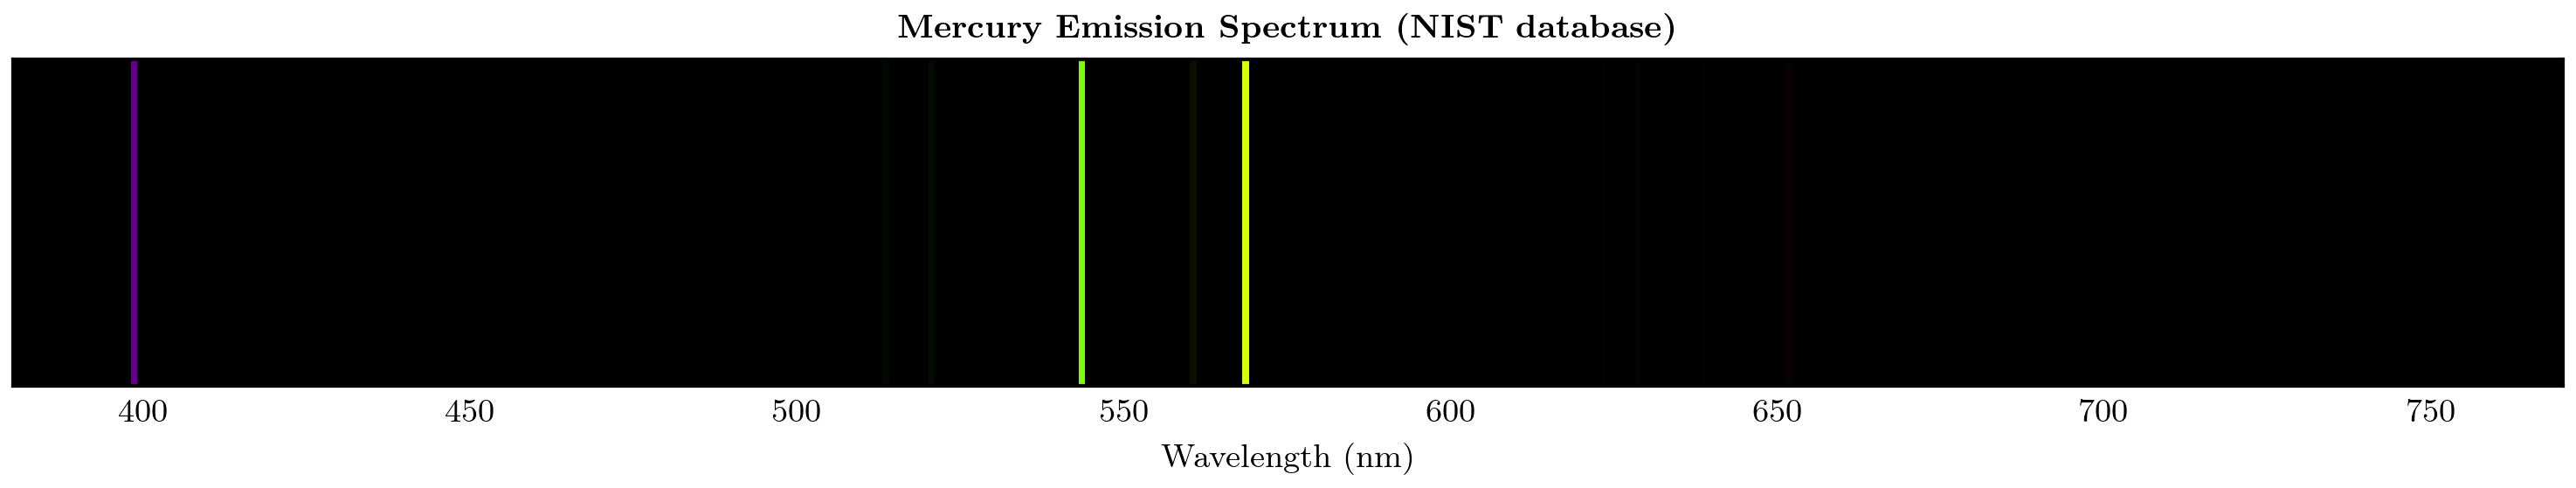 Mercury Emission Spectrum (NIST database)
400 450 500 550 600 650 700 750
Wavelength (nm)